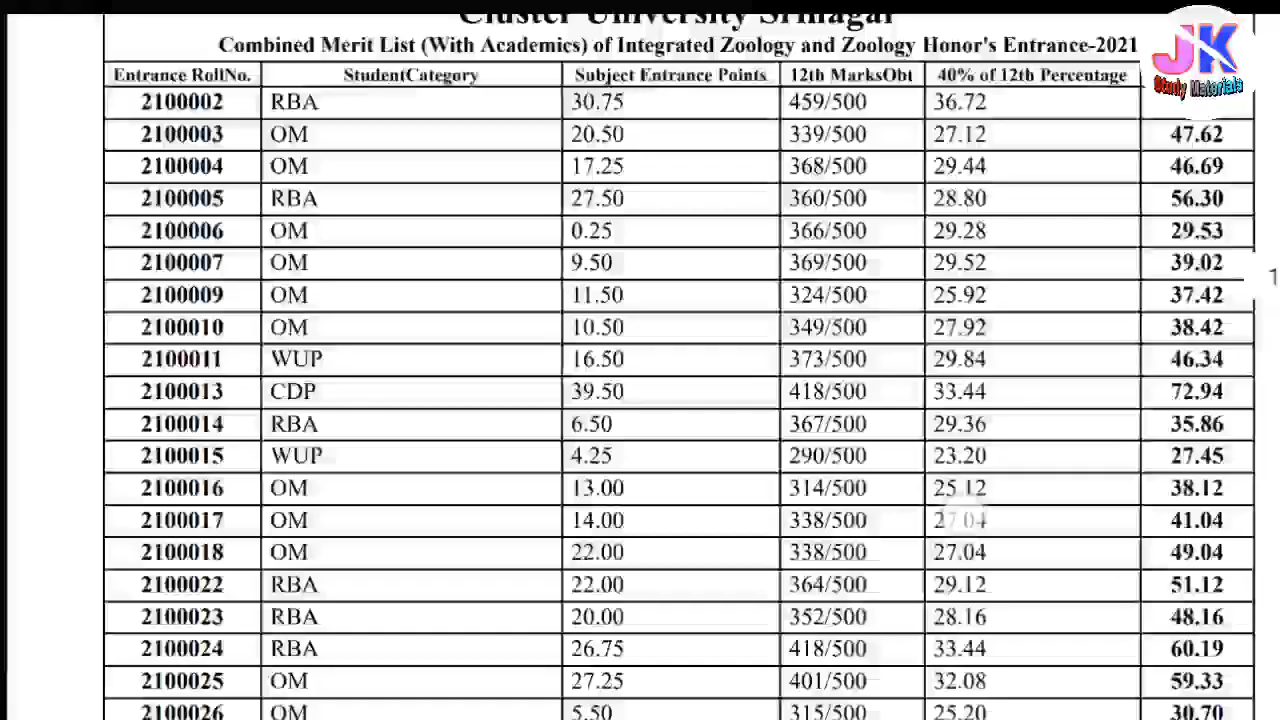 Cluster University Srinagar
Combined Merit List (With Academics) of Integrated Zoology and Zoology Honor's Entrance-2021
Entrance RollNo. StudentCategory Subject Entrance Points 12th MarksObt 40% of 12th Percentage
2100002 RBA 30.75 459/500 36.72
2100003 OM 20.50 339/500 27.12 47.62
2100004 OM 17.25 368/500 29.44 46.69
2100005 RBA 27.50 360/500 28.80 56.30
2100006 OM 0.25 366/500 29.28 29.53
2100007 OM 9.50 369/500 29.52 39.02
2100009 OM 11.50 324/500 25.92 37.42
2100010 OM 10.50 349/500 27.92 38.42
2100011 WUP 16.50 373/500 29.84 46.34
2100013 CDP 39.50 418/500 33.44 72.94
2100014 RBA 6.50 367/500 29.36 35.86
2100015 WUP 4.25 290/500 23.20 27.45
2100016 OM 13.00 314/500 25.12 38.12
2100017 OM 14.00 338/500 27.04 41.04
2100018 OM 22.00 338/500 27.04 49.04
2100022 RBA 22.00 364/500 29.12 51.12
2100023 RBA 20.00 352/500 28.16 48.16
2100024 RBA 26.75 418/500 33.44 60.19
2100025 OM 27.25 401/500 32.08 59.33
2100026 OM 5.50 315/500 25.20 30.70
JK
Study Materials
1